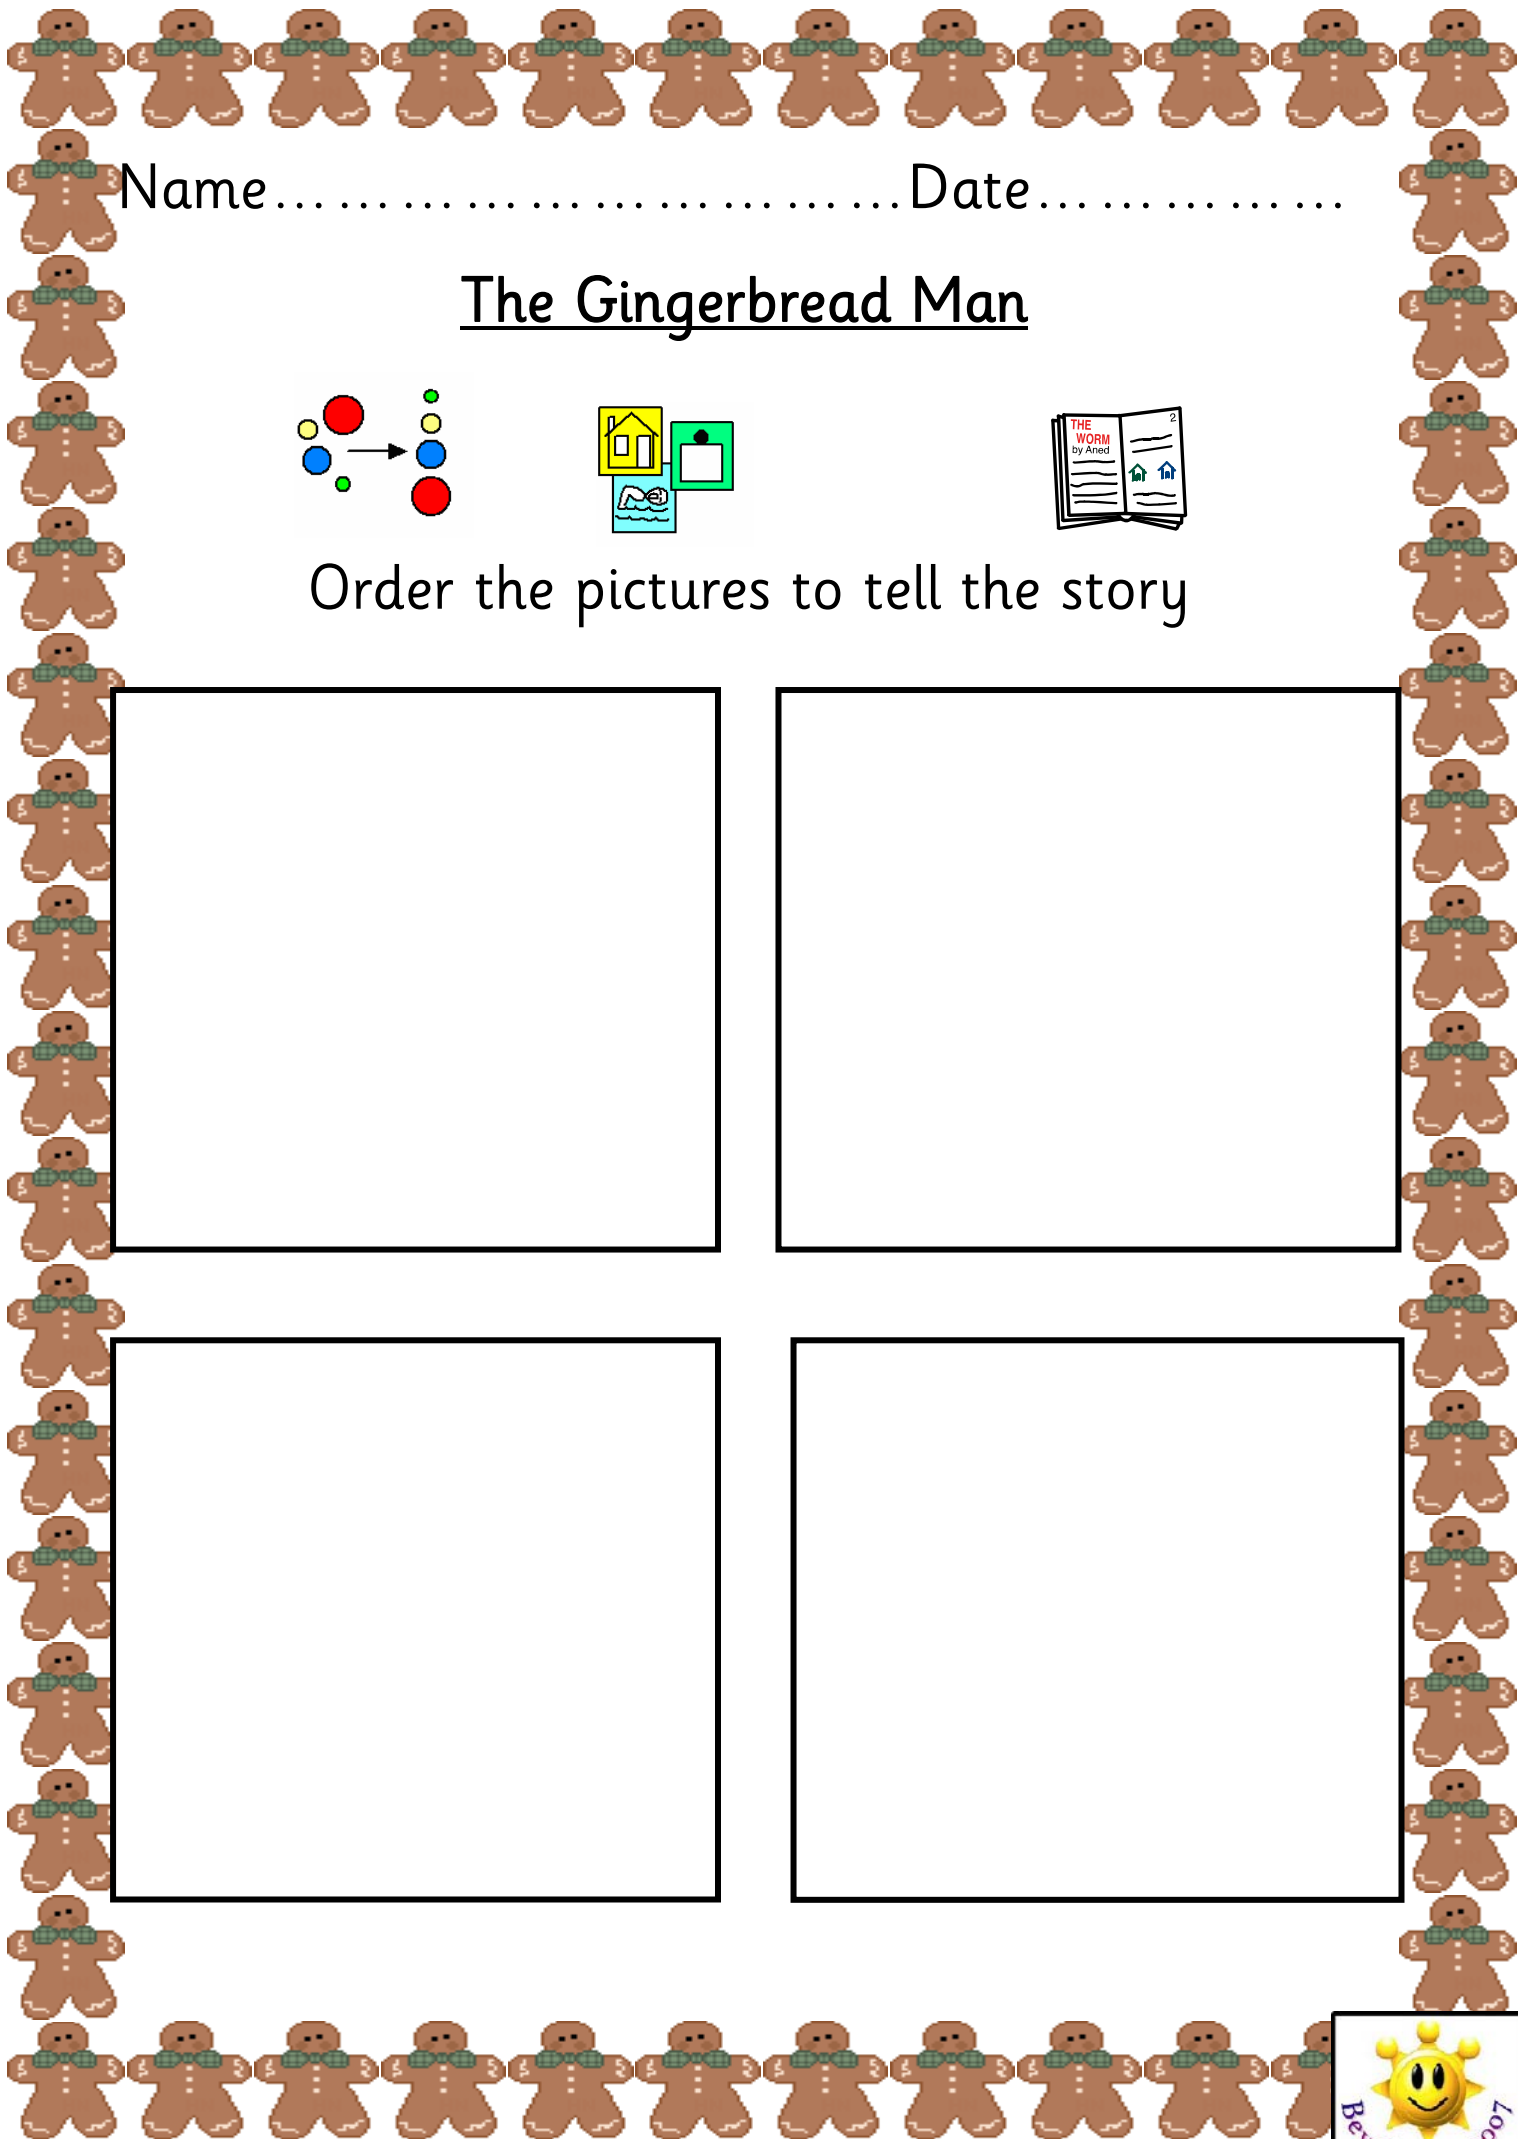 Name…………………………Date……………
The Gingerbread Man
THE
WORM
by Aned
2
Order the pictures to tell the story